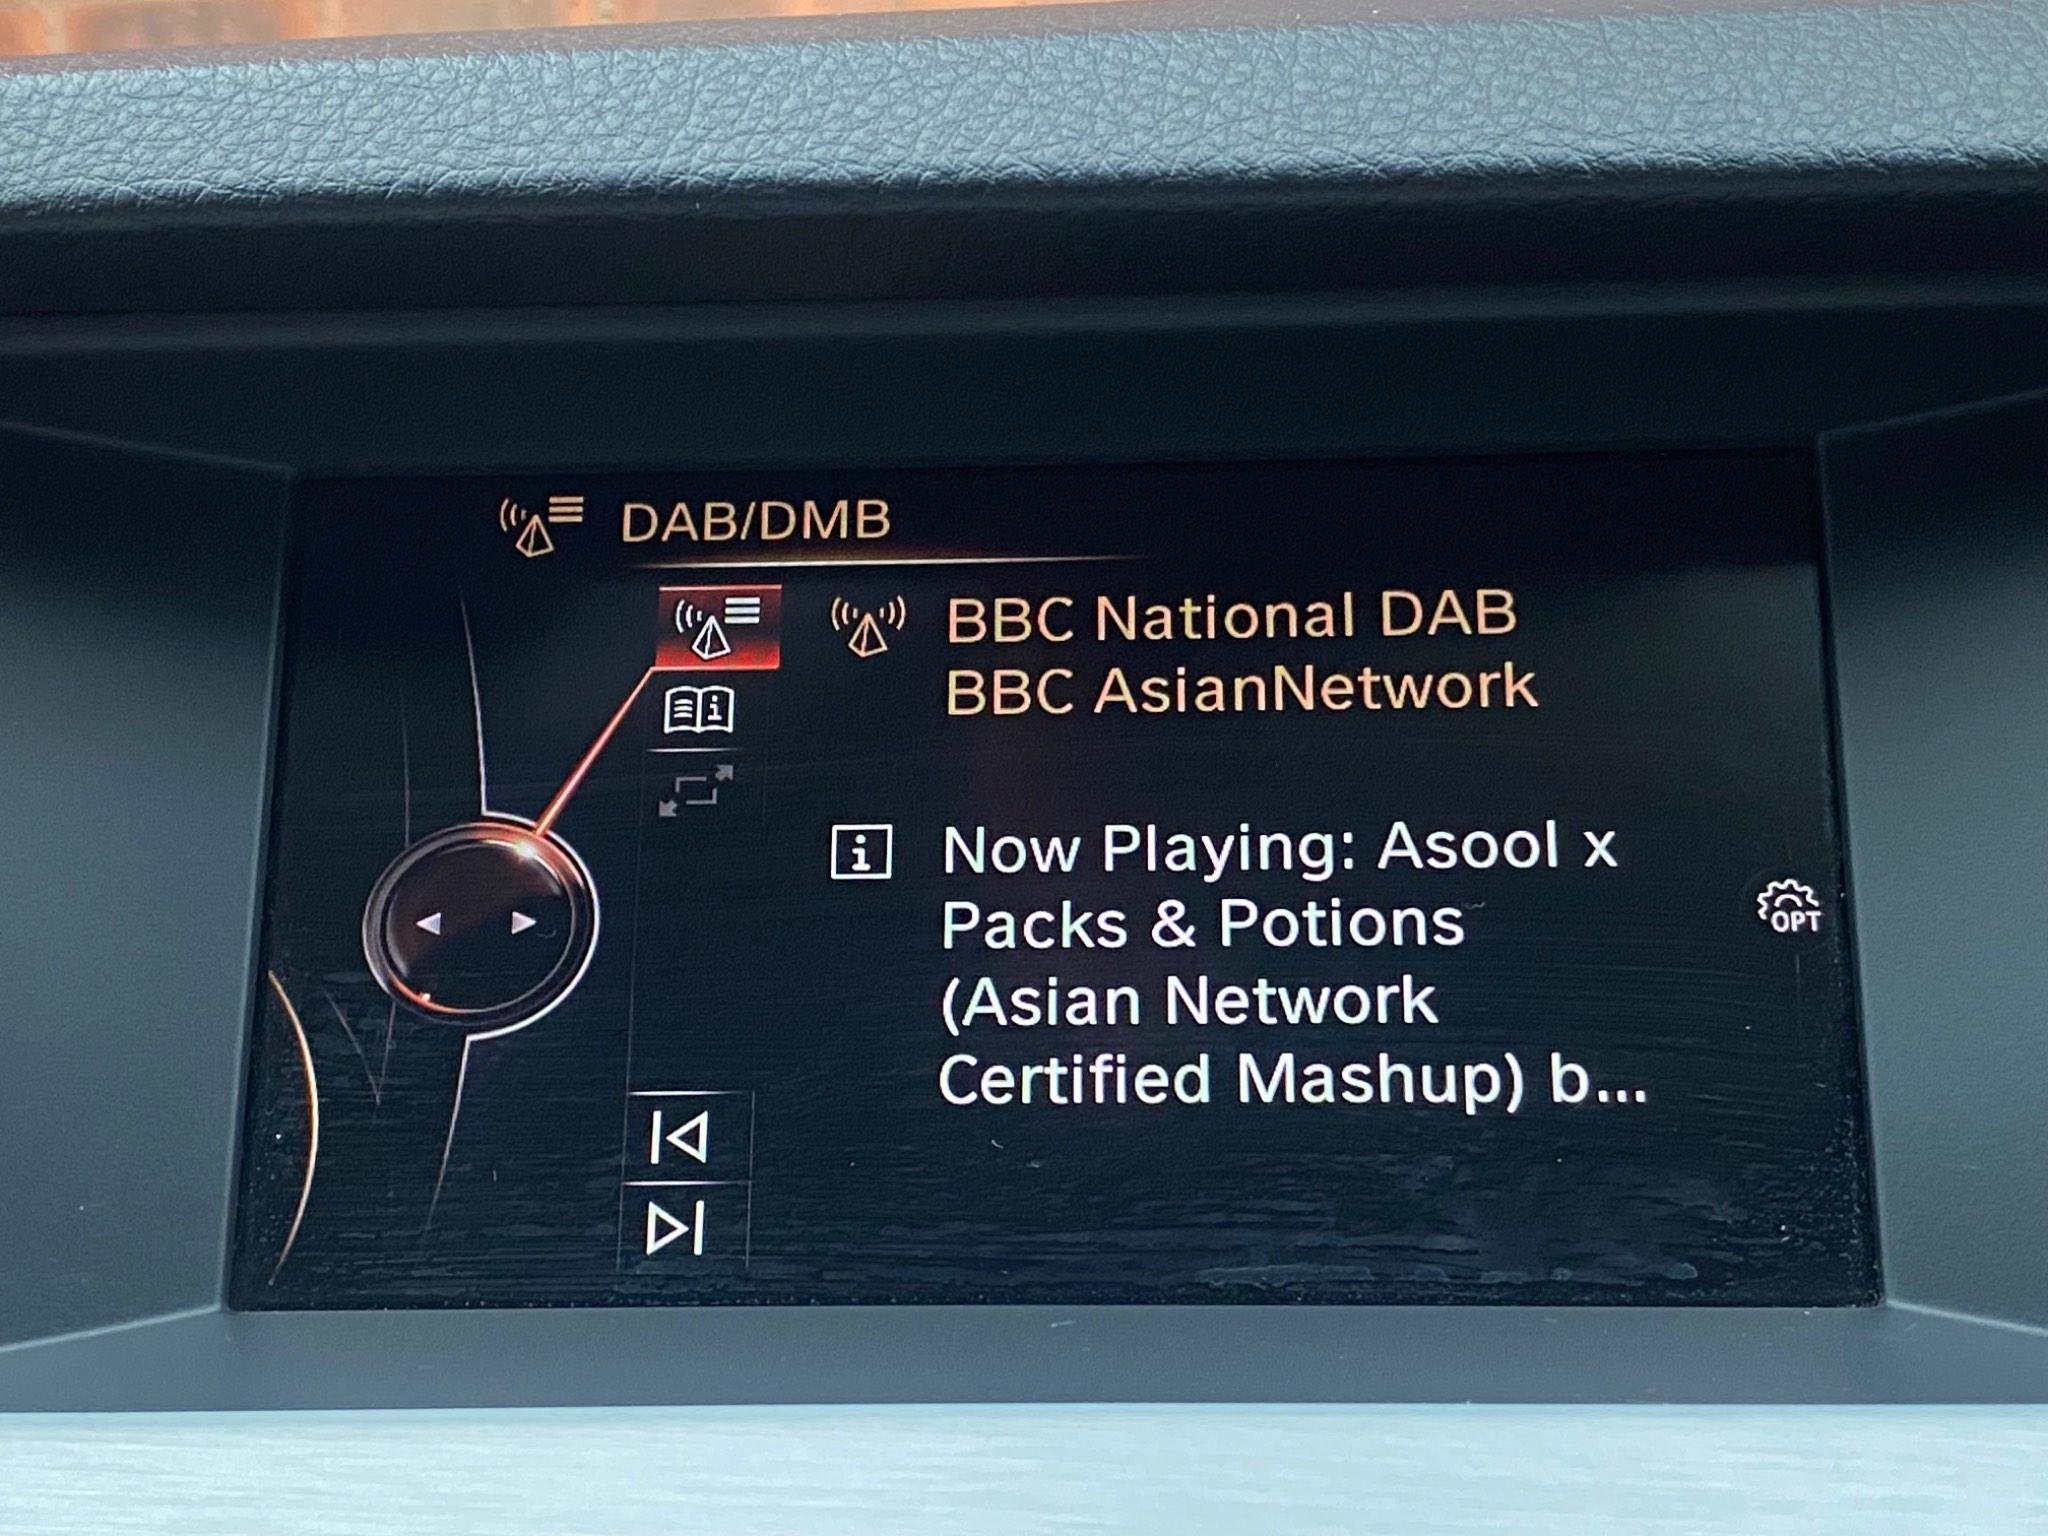 DAB/DMB
BBC National DAB
BBC AsianNetwork
Now Playing: Asool x
Packs & Potions
(Asian Network
Certified Mashup) b...
OPT